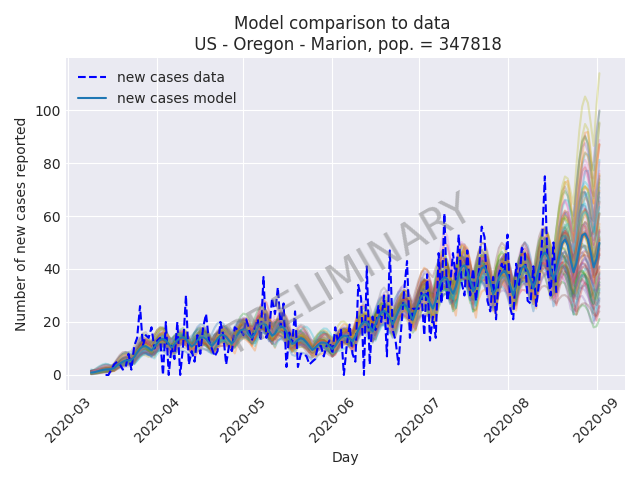 Model comparison to data
US - Oregon - Marion, pop. = 347818
new cases data
new cases model
PRELIMINARY
Number of new cases reported
100
80
60
40
20
0
2020-03
2020-04
2020-05
2020-06
2020-07
2020-08
2020-09
Day